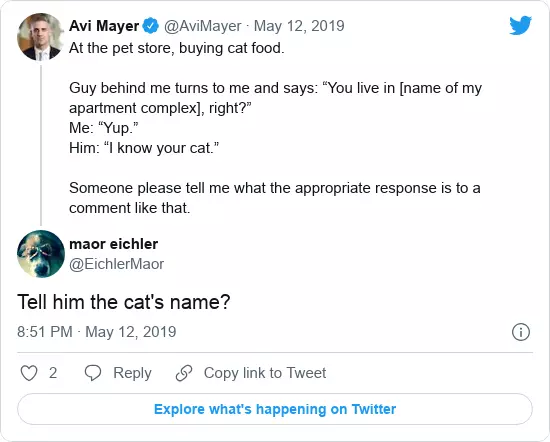 Avi Mayer @AviMayer · May 12, 2019
At the pet store, buying cat food.
Guy behind me turns to me and says: “You live in [name of my
apartment complex], right?”
Me: “Yup.”
Him: “I know your cat.”
Someone please tell me what the appropriate response is to a
comment like that.
maor eichler
@EichlerMaor
Tell him the cat's name?
8:51 PM · May 12, 2019
2 Reply Copy link to Tweet
Explore what's happening on Twitter